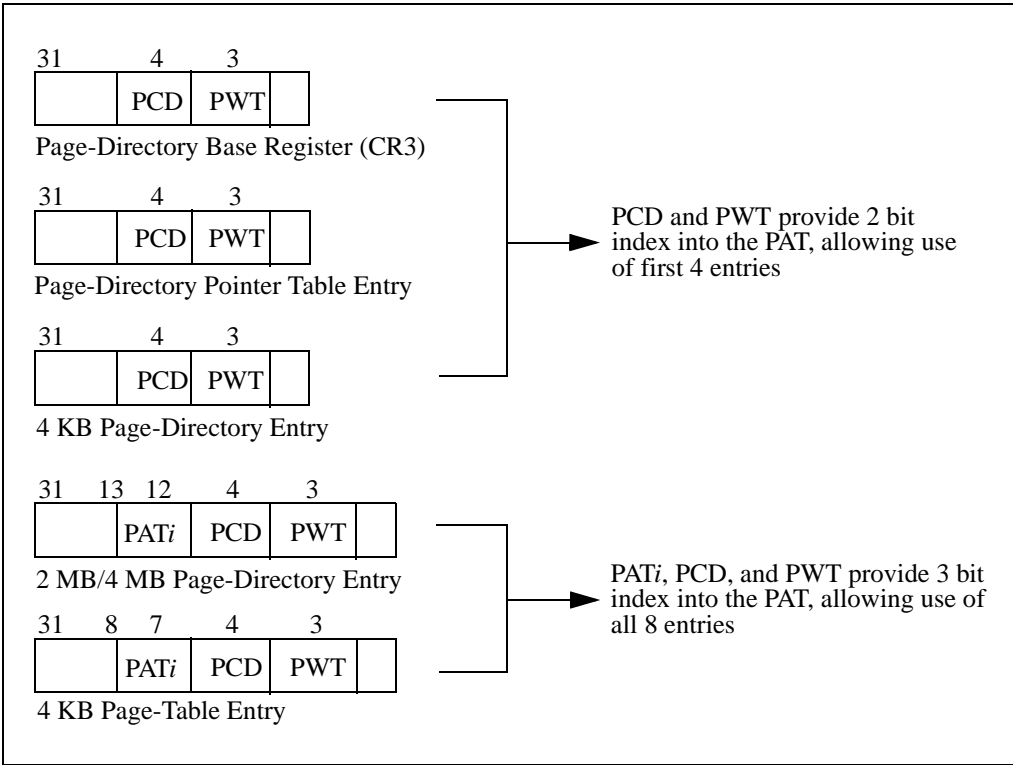 31 4 3
PCD PWT
Page-Directory Base Register (CR3)
31 4 3
PCD PWT
Page-Directory Pointer Table Entry
31 4 3
PCD PWT
4 KB Page-Directory Entry
PCD and PWT provide 2 bit
index into the PAT, allowing use
of first 4 entries
31 13 12 4 3
PATi PCD PWT
2 MB/4 MB Page-Directory Entry
31 8 7 4 3
PATi PCD PWT
4 KB Page-Table Entry
PATi, PCD, and PWT provide 3 bit
index into the PAT, allowing use of
all 8 entries